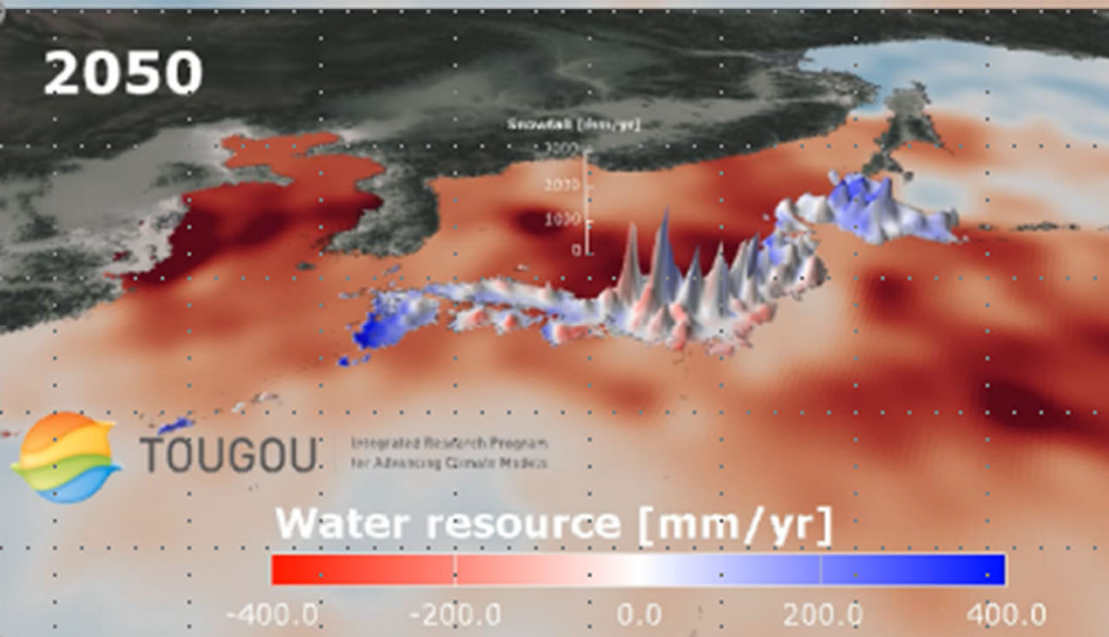 2050
Snowfall [mm/yr]
3000
2000
1000
0
TOUGOU
Integrated Research Program
for Advancing Climate Models
Water resource [mm/yr]
-400.0 -200.0 0.0 200.0 400.0